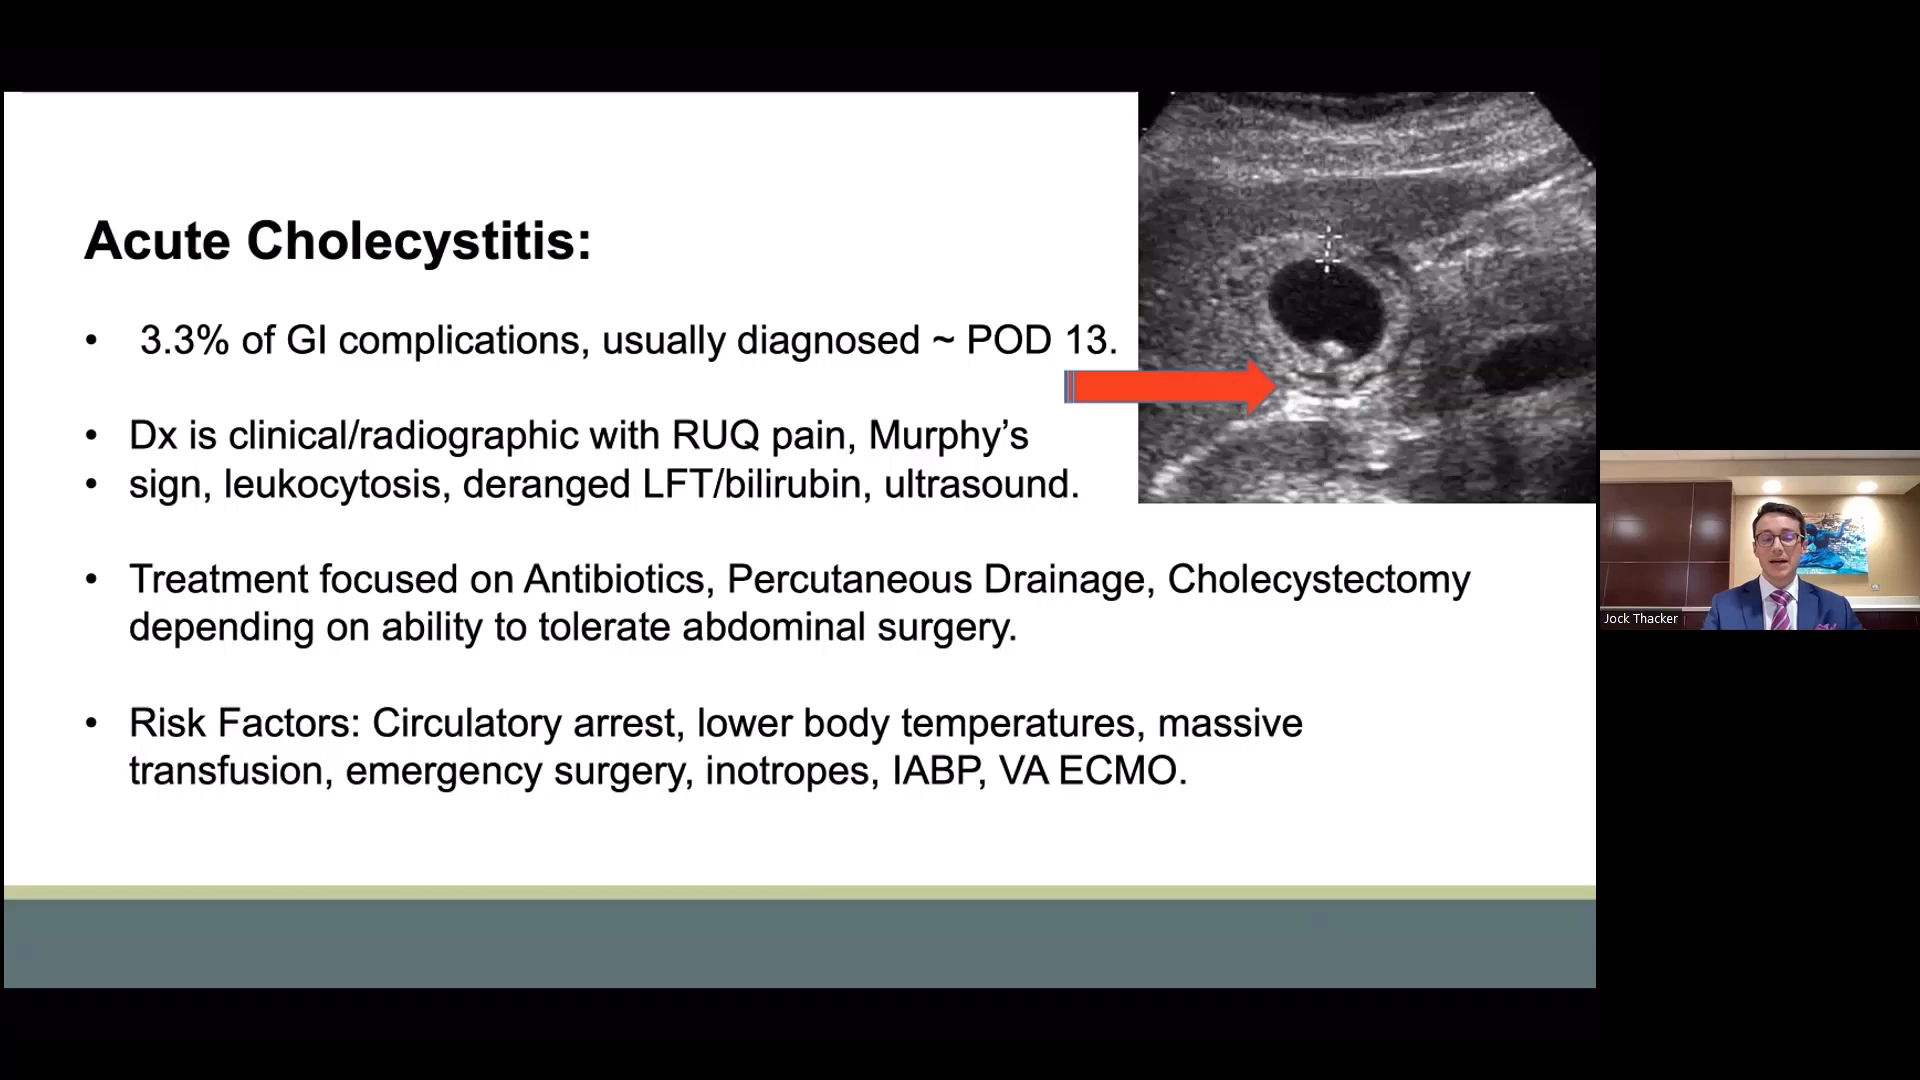 Acute Cholecystitis:
• 3.3% of GI complications, usually diagnosed ~ POD 13.
• Dx is clinical/radiographic with RUQ pain, Murphy’s
• sign, leukocytosis, deranged LFT/bilirubin, ultrasound.
• Treatment focused on Antibiotics, Percutaneous Drainage, Cholecystectomy
depending on ability to tolerate abdominal surgery.
• Risk Factors: Circulatory arrest, lower body temperatures, massive
transfusion, emergency surgery, inotropes, IABP, VA ECMO.
Jock Thacker